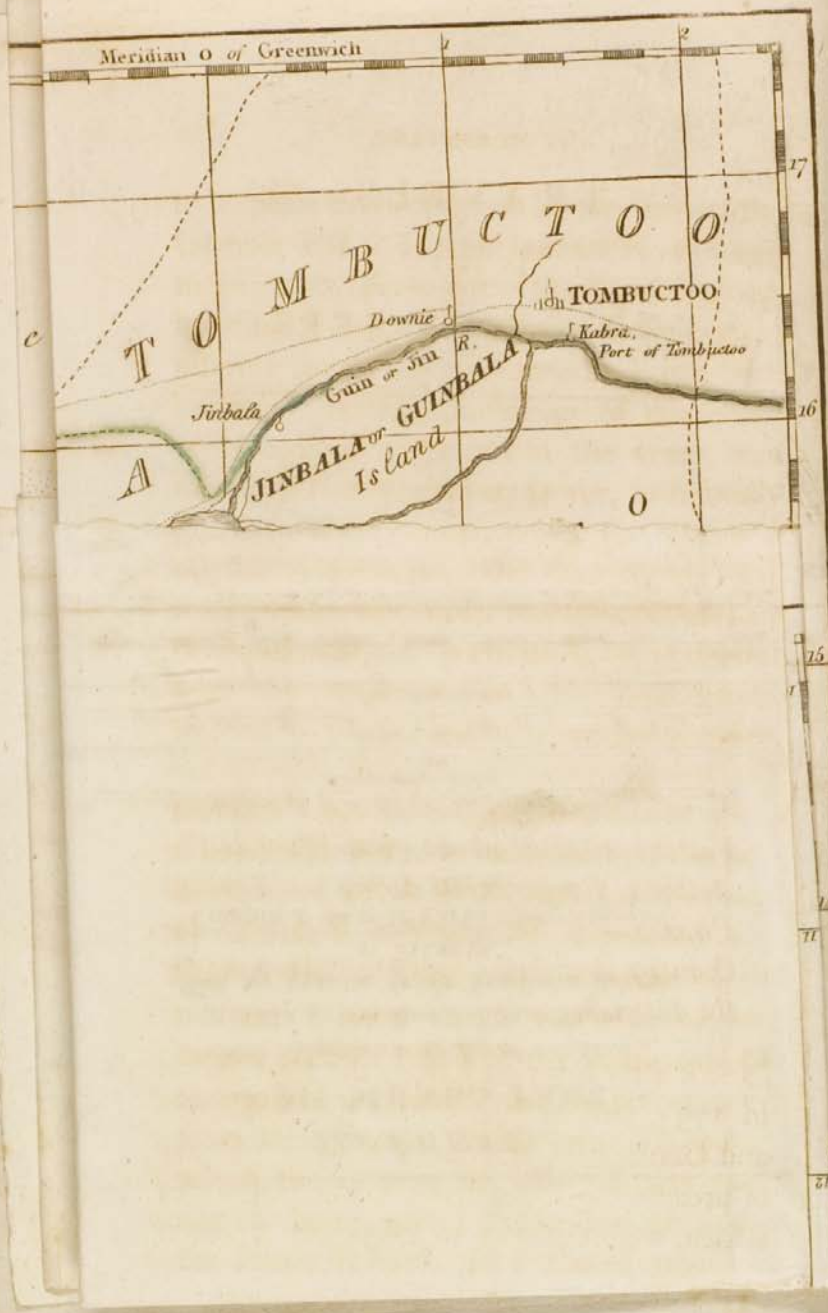 Meridian 0 of Greenwich
1
2
17
TOMBUCTOO
TOMBUCTOO
Downie
Kabra,
Port of Tombuctoo
Guin or Jin R.
Jinbala
JINBALA or GUINBALA
Island
16
c
A
O
15